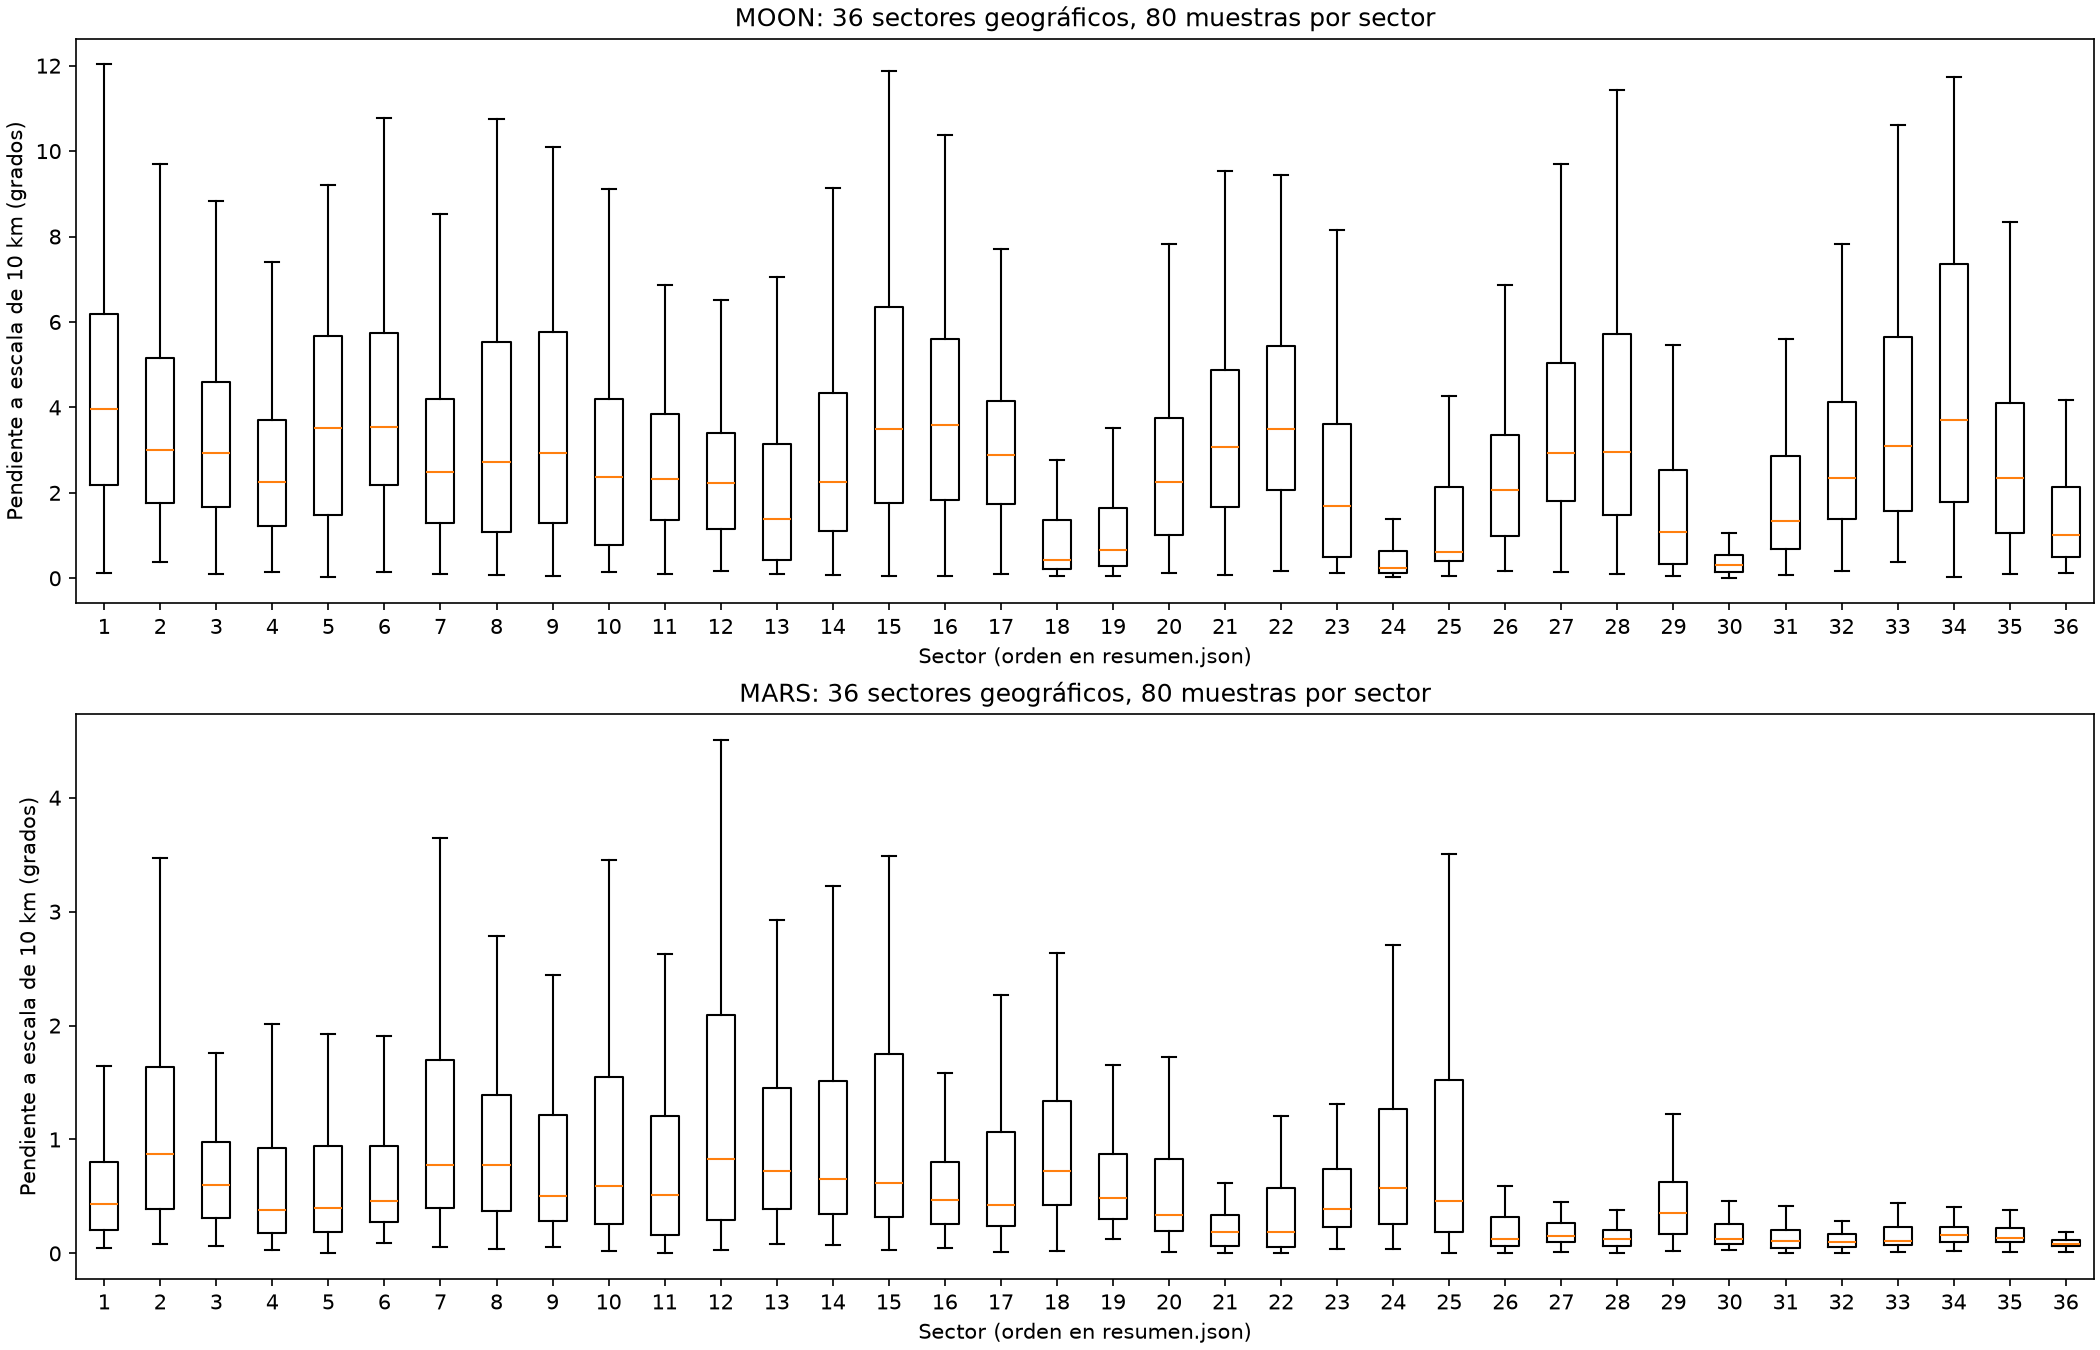 MOON: 36 sectores geográficos, 80 muestras por sector
Pendiente a escala de 10 km (grados)
12
10
8
6
4
2
0
1 2 3 4 5 6 7 8 9 10 11 12 13 14 15 16 17 18 19 20 21 22 23 24 25 26 27 28 29 30 31 32 33 34 35 36
Sector (orden en resumen.json)
MARS: 36 sectores geográficos, 80 muestras por sector
Pendiente a escala de 10 km (grados)
4
3
2
1
0
1 2 3 4 5 6 7 8 9 10 11 12 13 14 15 16 17 18 19 20 21 22 23 24 25 26 27 28 29 30 31 32 33 34 35 36
Sector (orden en resumen.json)